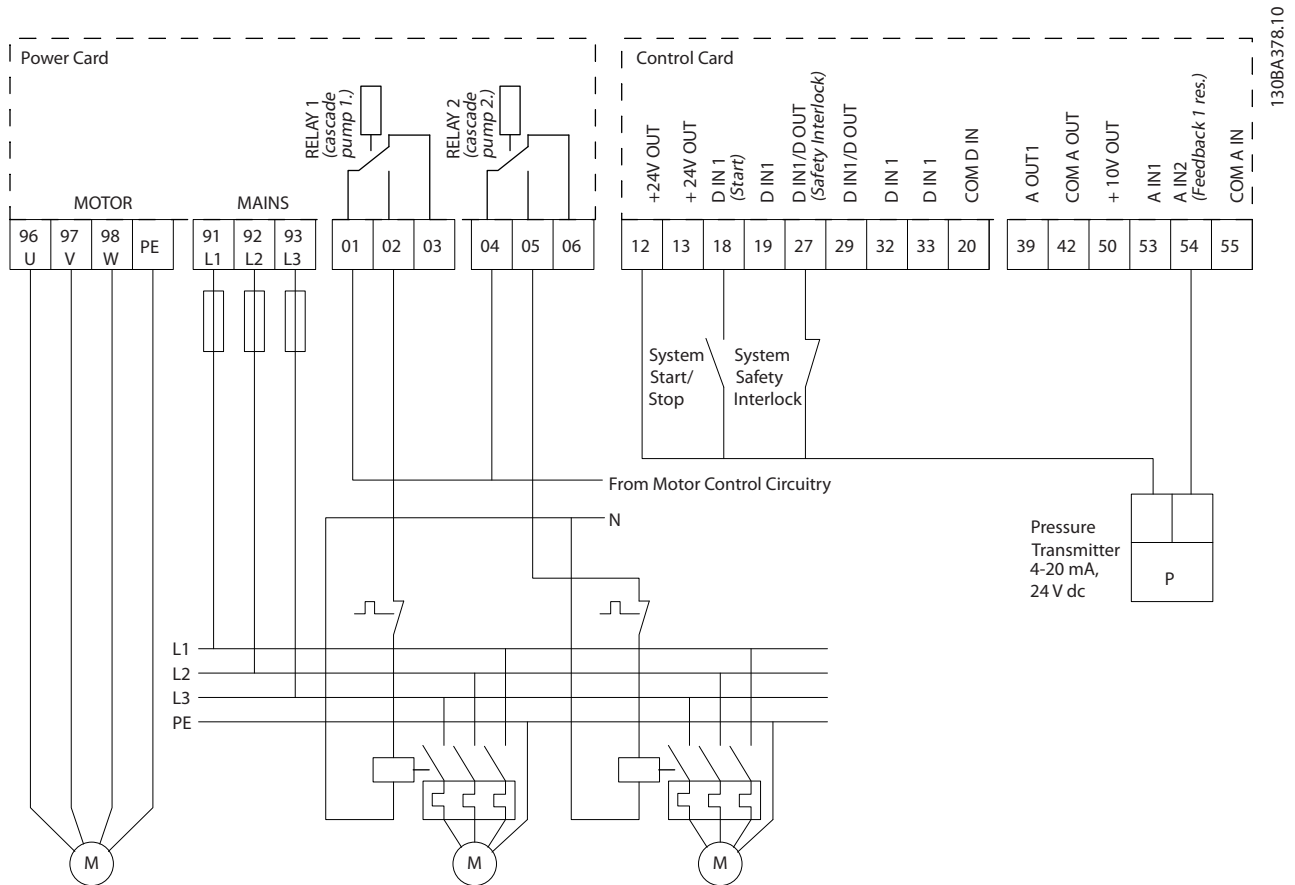 130BA378.10
Power Card
Control Card
RELAY 1
(cascade
pump 1.)
RELAY 2
(cascade
pump 2.)
+24V OUT
+ 24V OUT
D IN 1
(Start)
D IN1
D IN1/D OUT
(Safety Interlock)
D IN1/D OUT
D IN 1
D IN 1
COM D IN
A OUT1
COM A OUT
+ 10V OUT
A IN1
A IN2
(Feedback 1 res.)
COM A IN
MOTOR
MAINS
96 97 98 PE 91 92 93 01 02 03 04 05 06 12 13 18 19 27 29 32 33 20 39 42 50 53 54 55
U V W L1 L2 L3
System
Start/
Stop
System
Safety
Interlock
From Motor Control Circuitry
N
Pressure
Transmitter
4-20 mA,
24 V dc
P
L1
L2
L3
PE
M M M